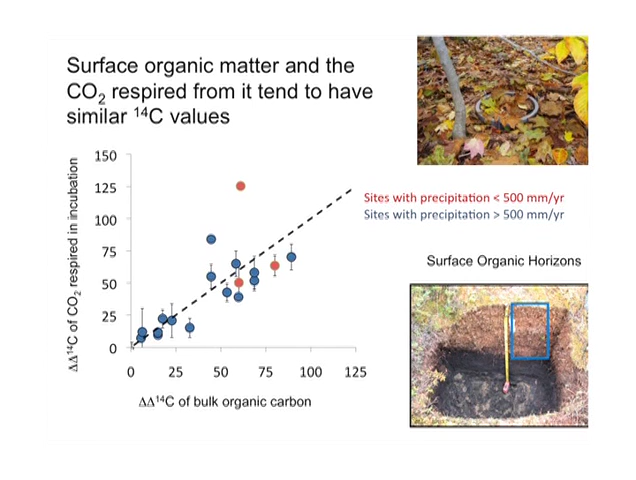 Surface organic matter and the
CO₂ respired from it tend to have
similar ¹⁴C values
ΔΔ¹⁴C of CO₂ respired in incubation
150
125
100
75
50
25
0
0 25 50 75 100 125
ΔΔ¹⁴C of bulk organic carbon
Sites with precipitation < 500 mm/yr
Sites with precipitation > 500 mm/yr
Surface Organic Horizons